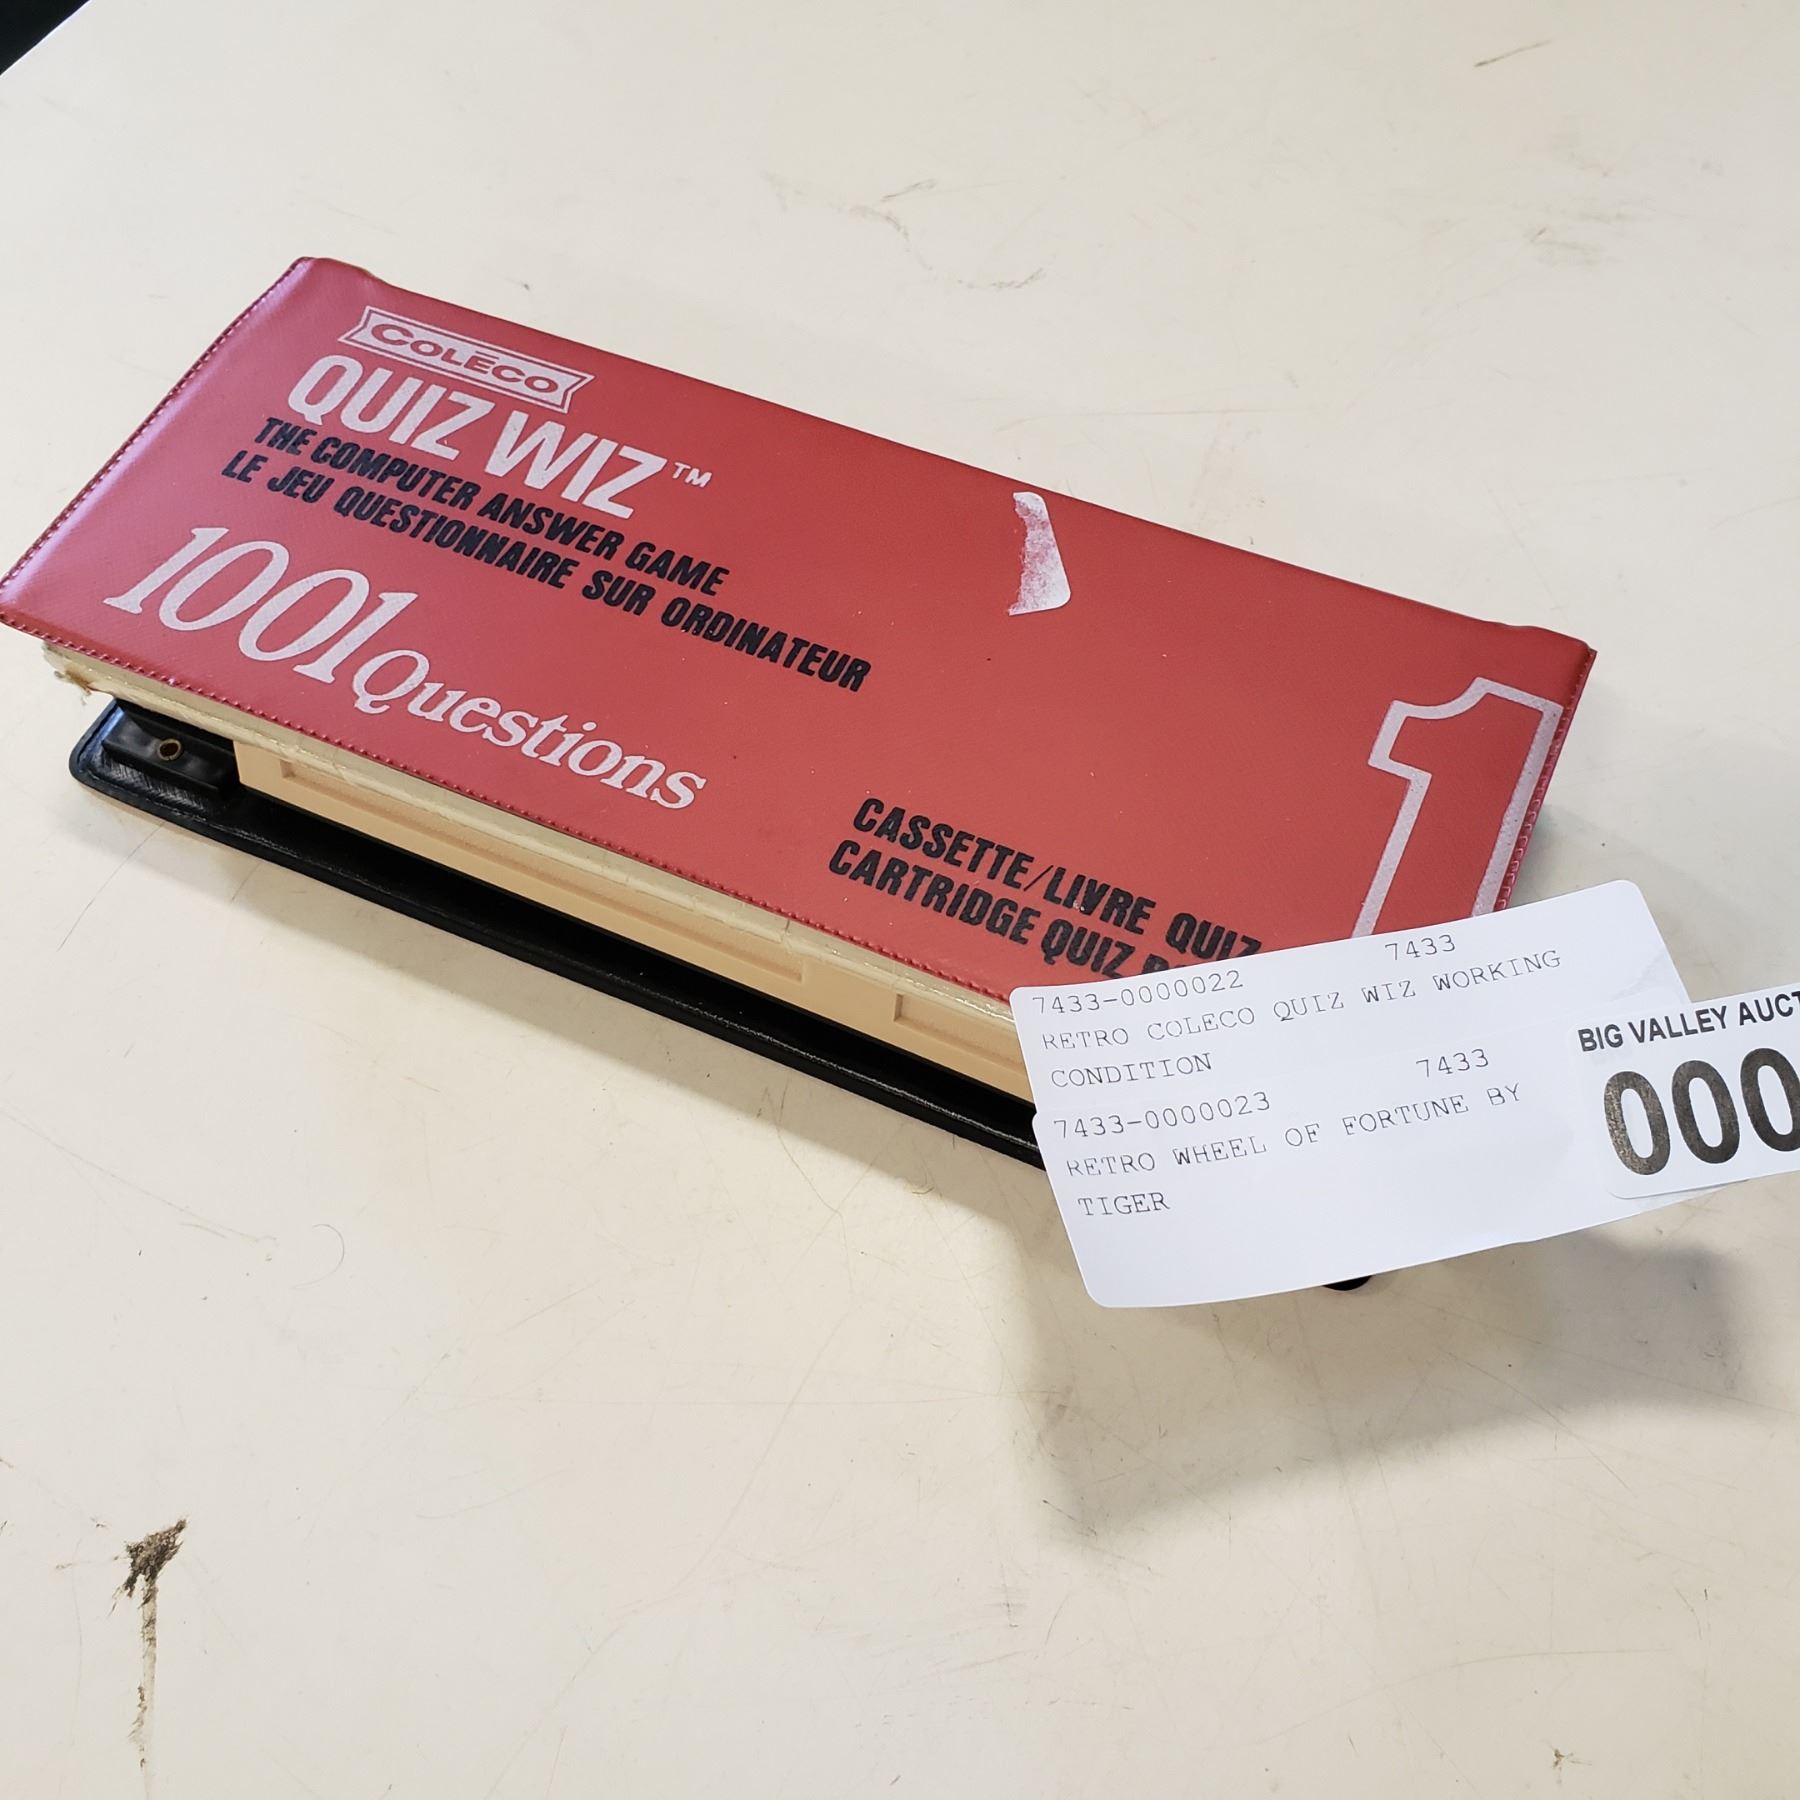 COLECO
QUIZ WIZ™
THE COMPUTER ANSWER GAME
LE JEU QUESTIONNAIRE SUR ORDINATEUR
1001 Questions
1
CASSETTE/LIVRE QUIZ
CARTRIDGE QUIZ
7433
7433-0000022
RETRO COLECO QUIZ WIZ WORKING
CONDITION
7433
7433-0000023
RETRO WHEEL OF FORTUNE BY
TIGER
BIG VALLEY AUCT
000